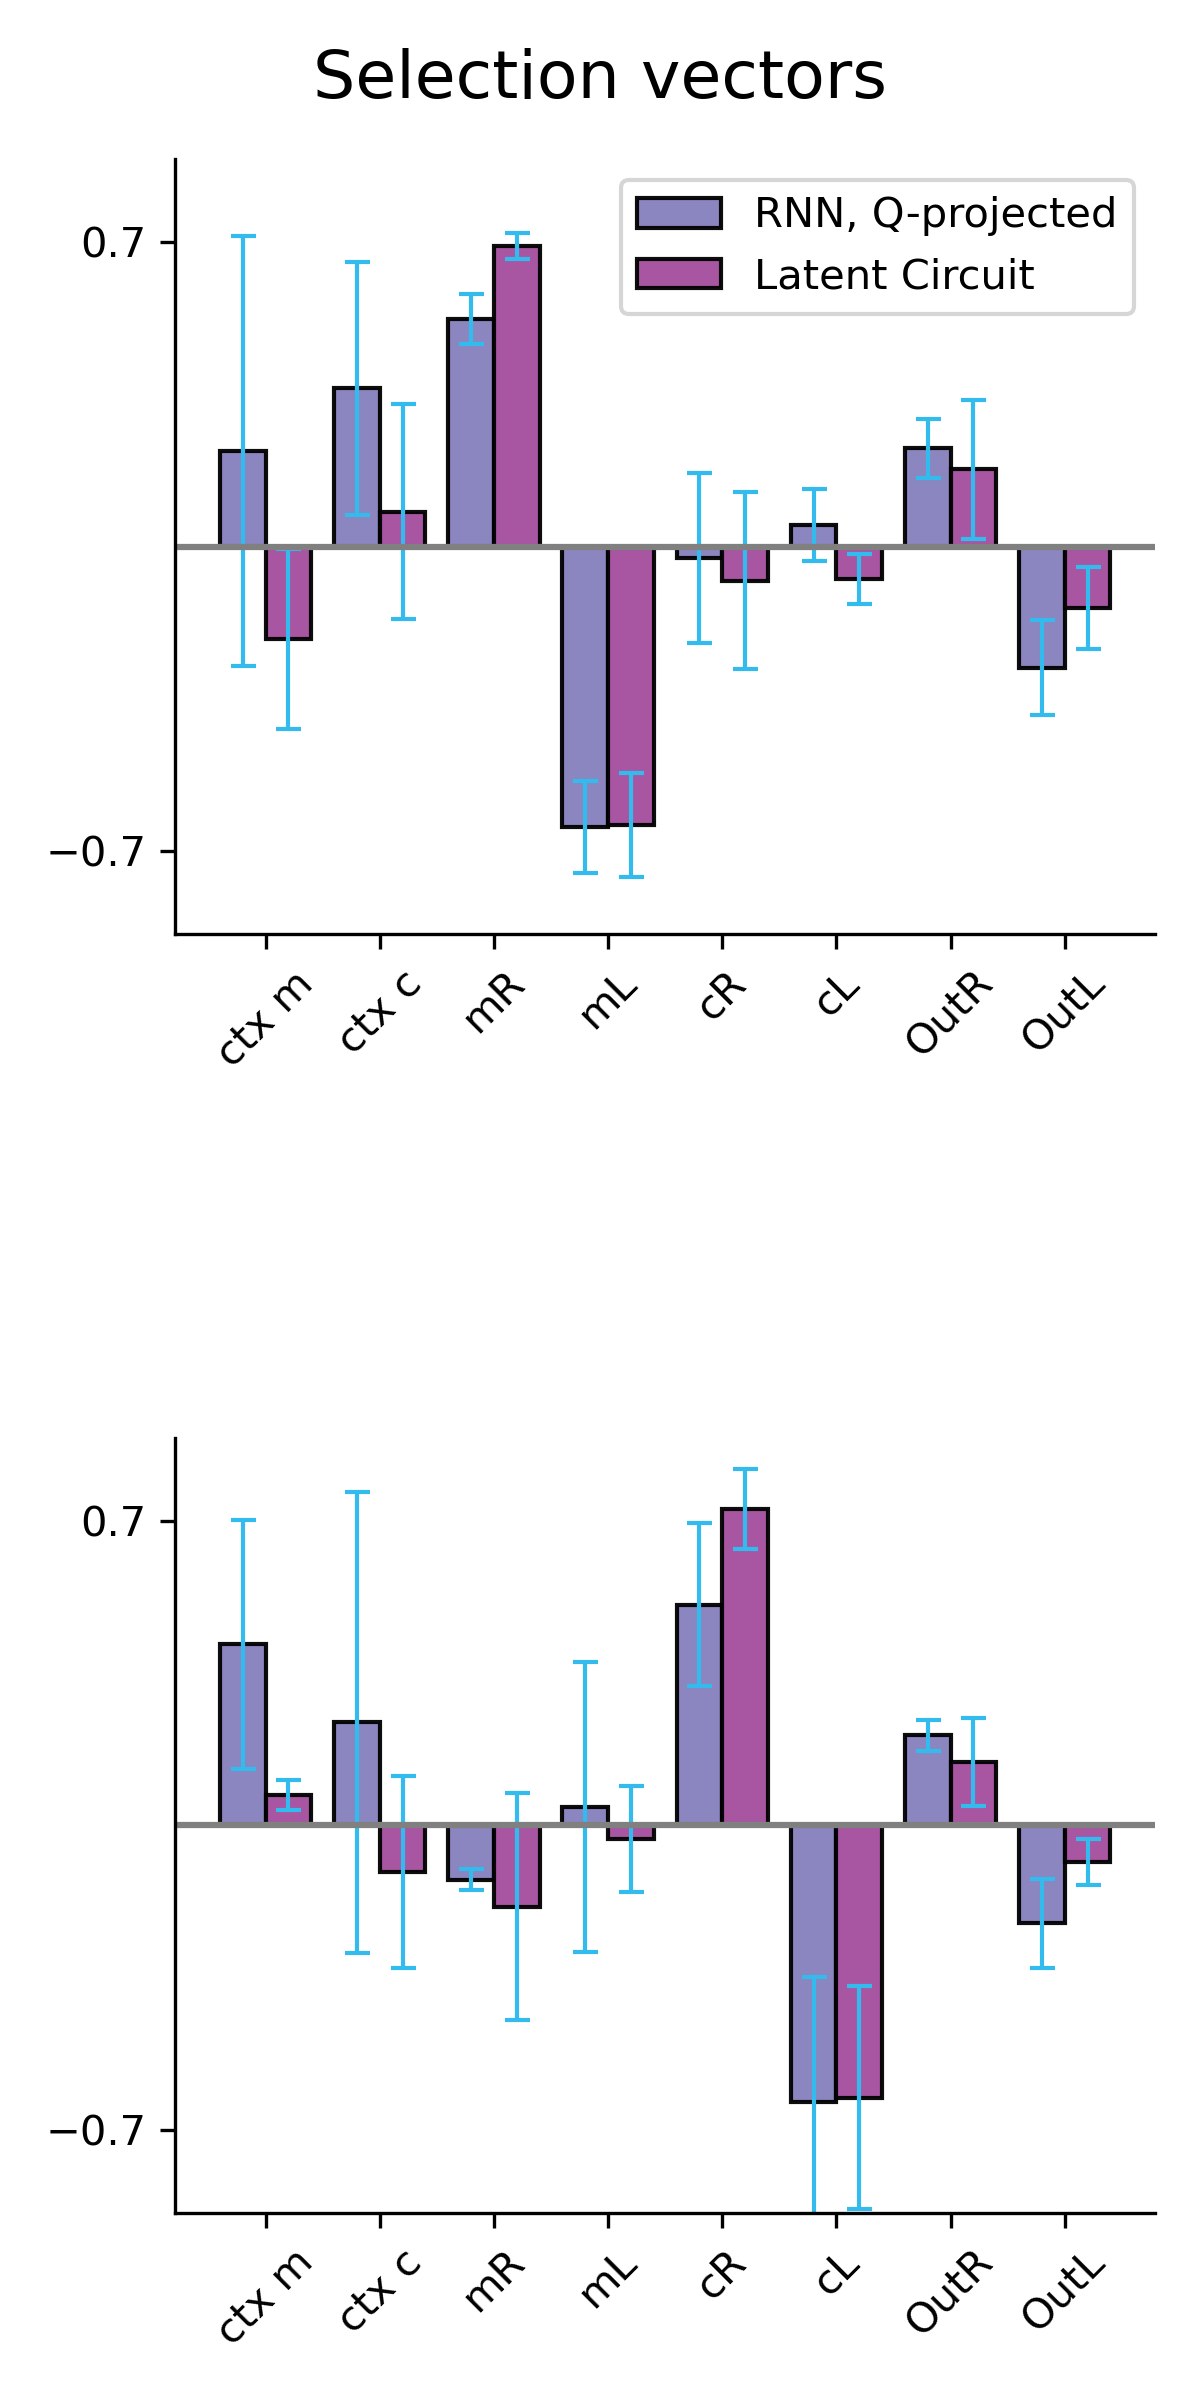 Selection vectors
RNN, Q-projected
Latent Circuit
0.7
−0.7
ctx m
ctx c
mR
mL
cR
cL
OutR
OutL
0.7
−0.7
ctx m
ctx c
mR
mL
cR
cL
OutR
OutL